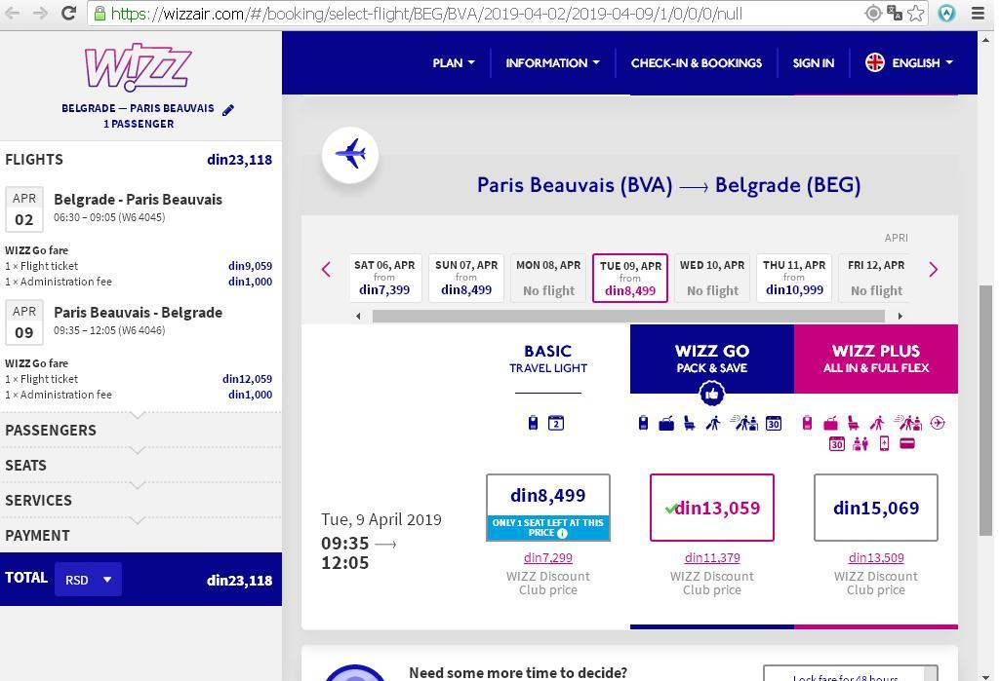 https://wizzair.com/#/booking/select-flight/BEG/BVA/2019-04-02/2019-04-09/1/0/0/0/null
WIZZ
BELGRADE — PARIS BEAUVAIS
1 PASSENGER
FLIGHTS din23,118
APR
02
Belgrade - Paris Beauvais
06:30 – 09:05 (W6 4045)
WIZZ Go fare
1 × Flight ticket din9,059
1 × Administration fee din1,000
APR
09
Paris Beauvais - Belgrade
09:35 – 12:05 (W6 4046)
WIZZ Go fare
1 × Flight ticket din12,059
1 × Administration fee din1,000
PASSENGERS
SEATS
SERVICES
PAYMENT
TOTAL RSD din23,118
PLAN INFORMATION CHECK-IN & BOOKINGS SIGN IN ENGLISH
Paris Beauvais (BVA) ⟶ Belgrade (BEG)
APRI
SAT 06, APR
from
din7,399
SUN 07, APR
from
din8,499
MON 08, APR
No flight
TUE 09, APR
from
din8,499
WED 10, APR
No flight
THU 11, APR
from
din10,999
FRI 12, APR
No flight
BASIC
TRAVEL LIGHT
WIZZ GO
PACK & SAVE
WIZZ PLUS
ALL IN & FULL FLEX
2
30
30
Tue, 9 April 2019
09:35 ⟶
12:05
din8,499
ONLY 1 SEAT LEFT AT THIS
PRICE
din7,299
WIZZ Discount
Club price
din13,059
din11,379
WIZZ Discount
Club price
din15,069
din13,509
WIZZ Discount
Club price
Need some more time to decide?
Lock fare for 48 hours